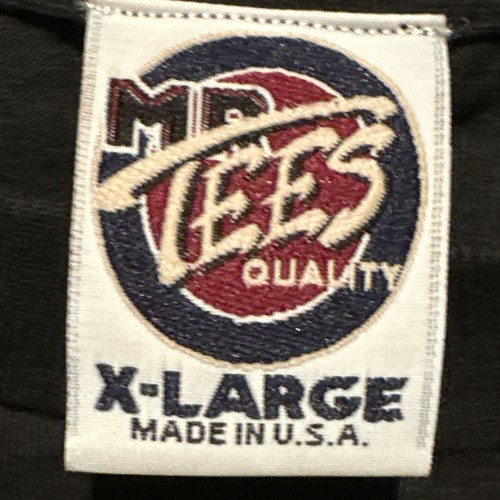 MR
TEES
QUALITY
X-LARGE
MADE IN U.S.A.